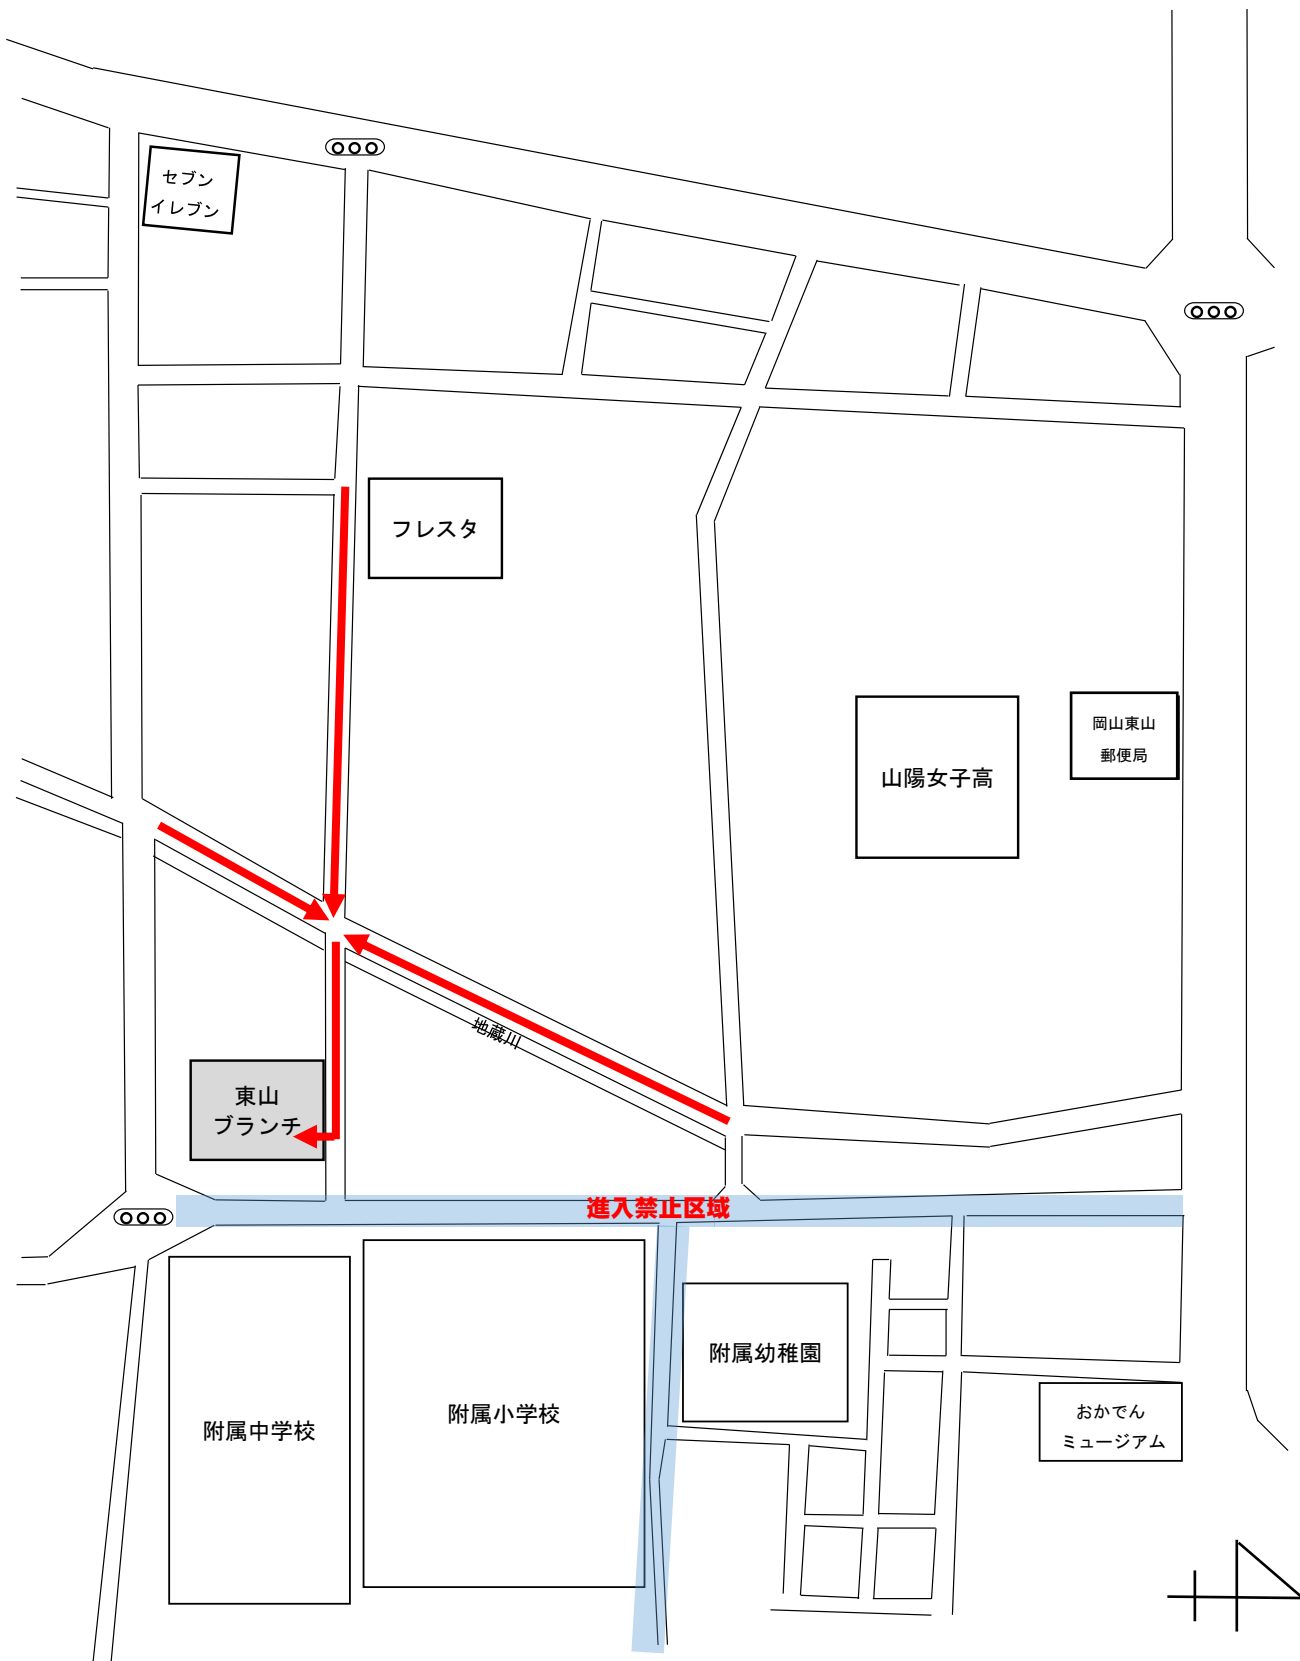 セブン
イレブン
フレスタ
山陽女子高
岡山東山
郵便局
地蔵川
東山
ブランチ
進入禁止区域
附属幼稚園
附属小学校
附属中学校
おかでん
ミュージアム